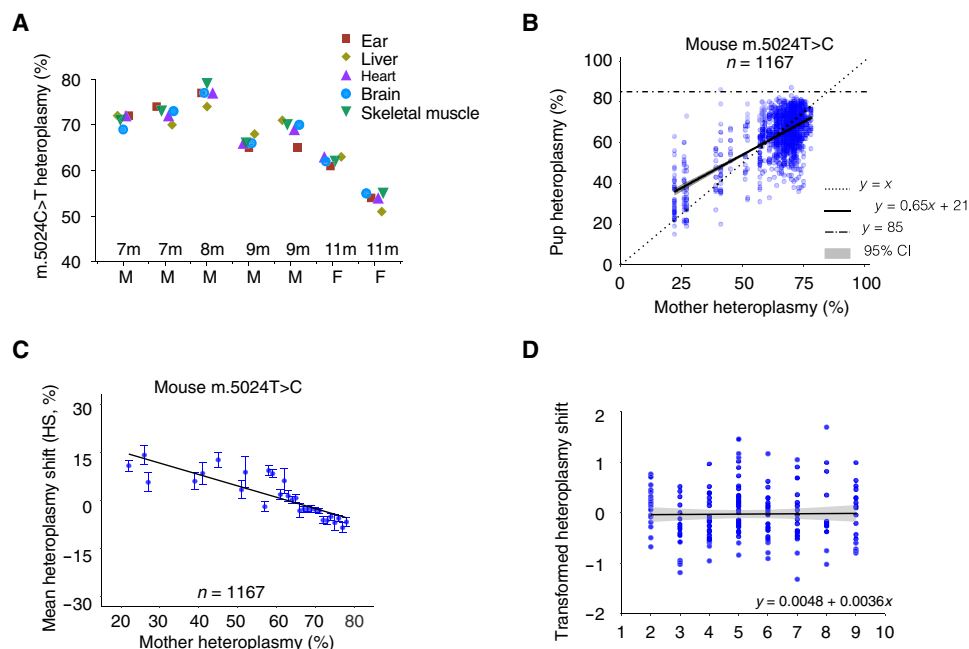 A
Ear
Liver
Heart
Brain
Skeletal muscle
m.5024C>T heteroplasmy (%)
80
70
60
50
40
7m 7m 8m 9m 9m 11m 11m
M M M M M F F
B
Mouse m.5024T>C
n = 1167
Pup heteroplasmy (%)
100
80
60
40
20
0
0 25 50 75 100
Mother heteroplasmy (%)
y = x
y = 0.65x + 21
y = 85
95% CI
C
Mouse m.5024T>C
Mean heteroplasmy shift (HS, %)
30
15
0
−15
−30
n = 1167
20 30 40 50 60 70 80
Mother heteroplasmy (%)
D
Transformed heteroplasmy shift
2
1
0
−1
−2
y = 0.0048 + 0.0036x
1 2 3 4 5 6 7 8 9 10